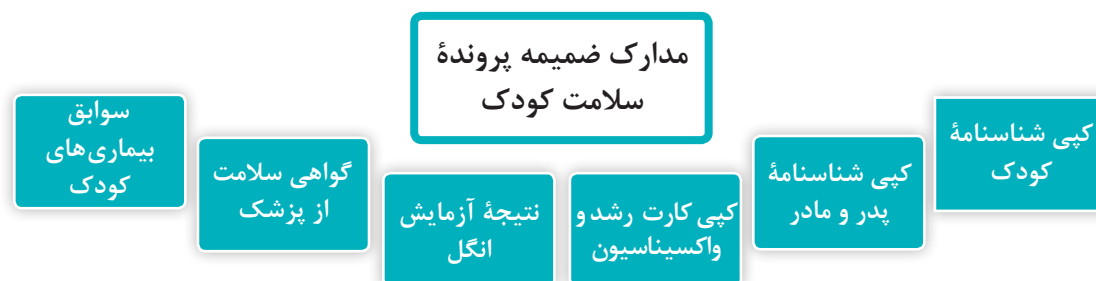 مدارک ضمیمه پروندهٔ
سلامت کودک
کپی شناسنامهٔ
کودک
کپی شناسنامهٔ
پدر و مادر
کپی کارت رشد و
واکسیناسیون
نتیجهٔ آزمایش
انگل
گواهی سلامت
از پزشک
سوابق
بیماری‌های
کودک